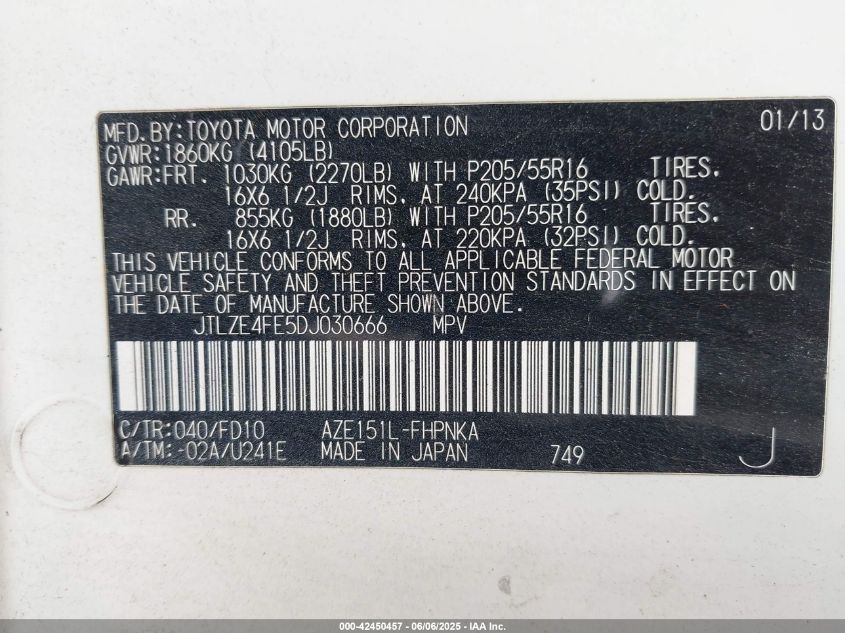 MFD.BY:TOYOTA MOTOR CORPORATION 01/13
GVWR:1860KG (4105LB)
GAWR:FRT. 1030KG (2270LB) WITH P205/55R16 TIRES.
16X6 1/2J RIMS. AT 240KPA (35PSI) COLD.
RR. 855KG (1880LB) WITH P205/55R16 TIRES.
16X6 1/2J RIMS. AT 220KPA (32PSI) COLD.
THIS VEHICLE CONFORMS TO ALL APPLICABLE FEDERAL MOTOR
VEHICLE SAFETY AND THEFT PREVENTION STANDARDS IN EFFECT ON
THE DATE OF MANUFACTURE SHOWN ABOVE.
JTLZE4FE5DJ030666 MPV
C/TR:040/FD10 AZE151L-FHPNKA
A/TM:-02A/U241E MADE IN JAPAN 749 J
000-42450457 - 06/06/2025 - IAA Inc.